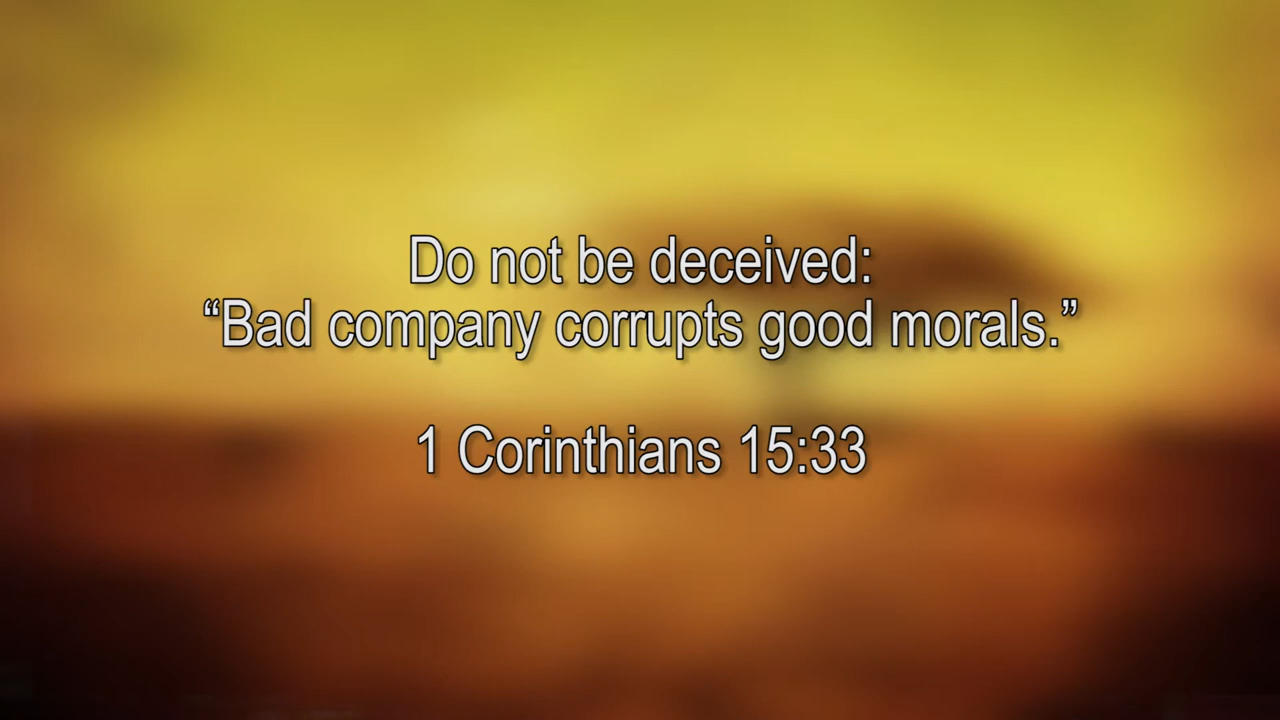 Do not be deceived:
“Bad company corrupts good morals.”
1 Corinthians 15:33